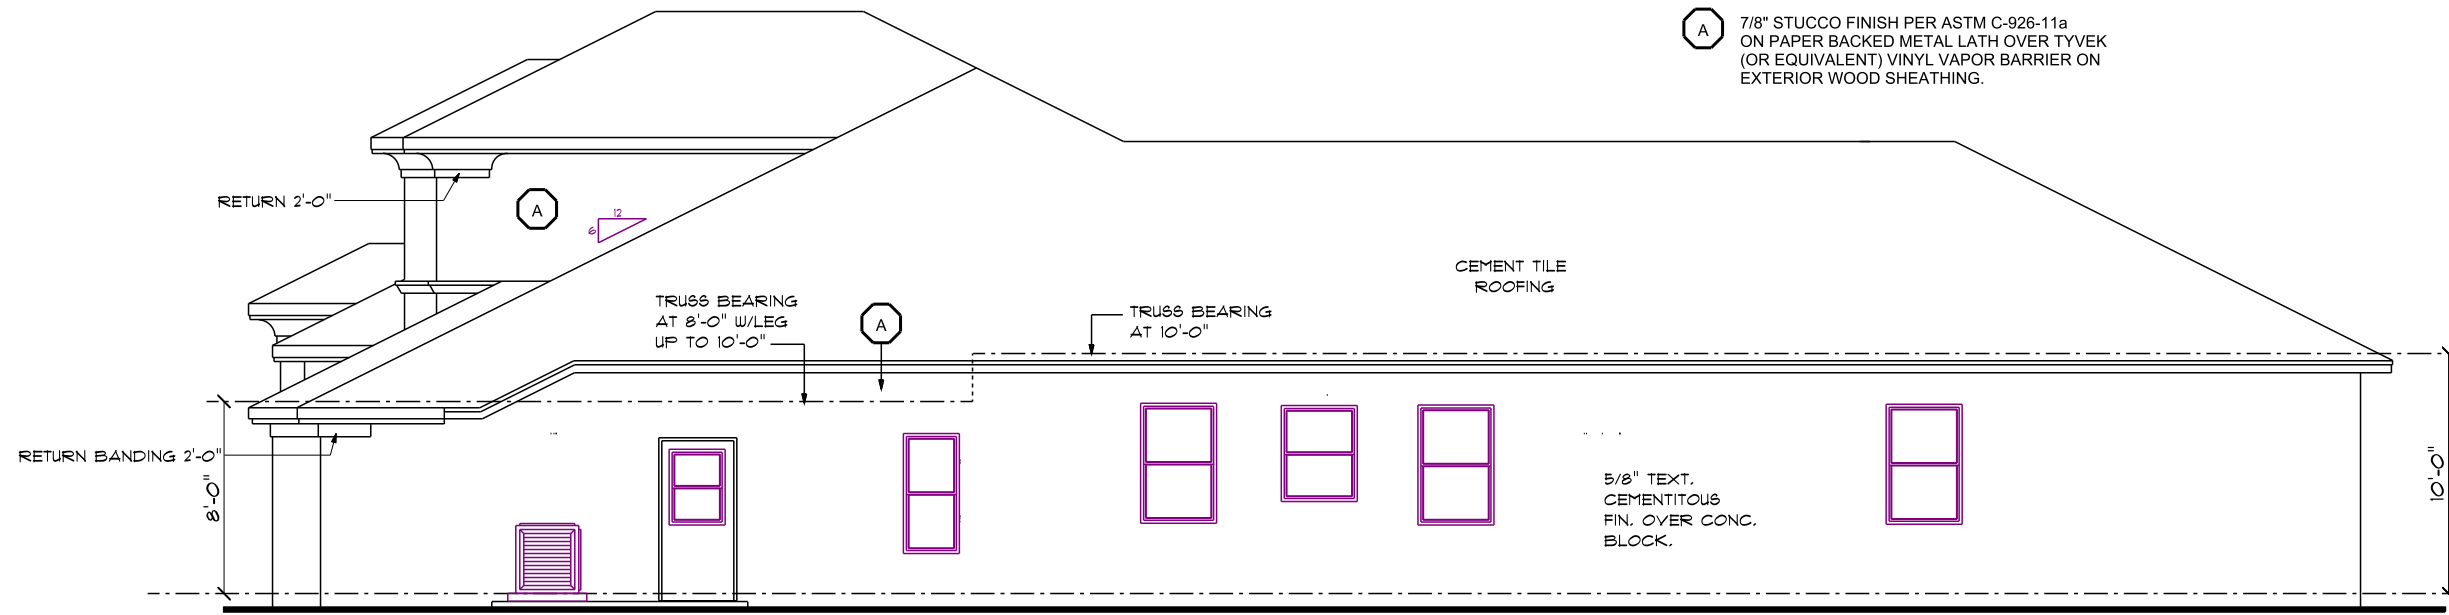 A
7/8" STUCCO FINISH PER ASTM C-926-11a
ON PAPER BACKED METAL LATH OVER TYVEK
(OR EQUIVALENT) VINYL VAPOR BARRIER ON
EXTERIOR WOOD SHEATHING.
RETURN 2'-0"
A
12
6
CEMENT TILE
ROOFING
TRUSS BEARING
AT 8'-0" W/LEG
UP TO 10'-0"
A
TRUSS BEARING
AT 10'-0"
RETURN BANDING 2'-0"
8'-0"
5/8" TEXT.
CEMENTITOUS
FIN. OVER CONC.
BLOCK.
10'-0"